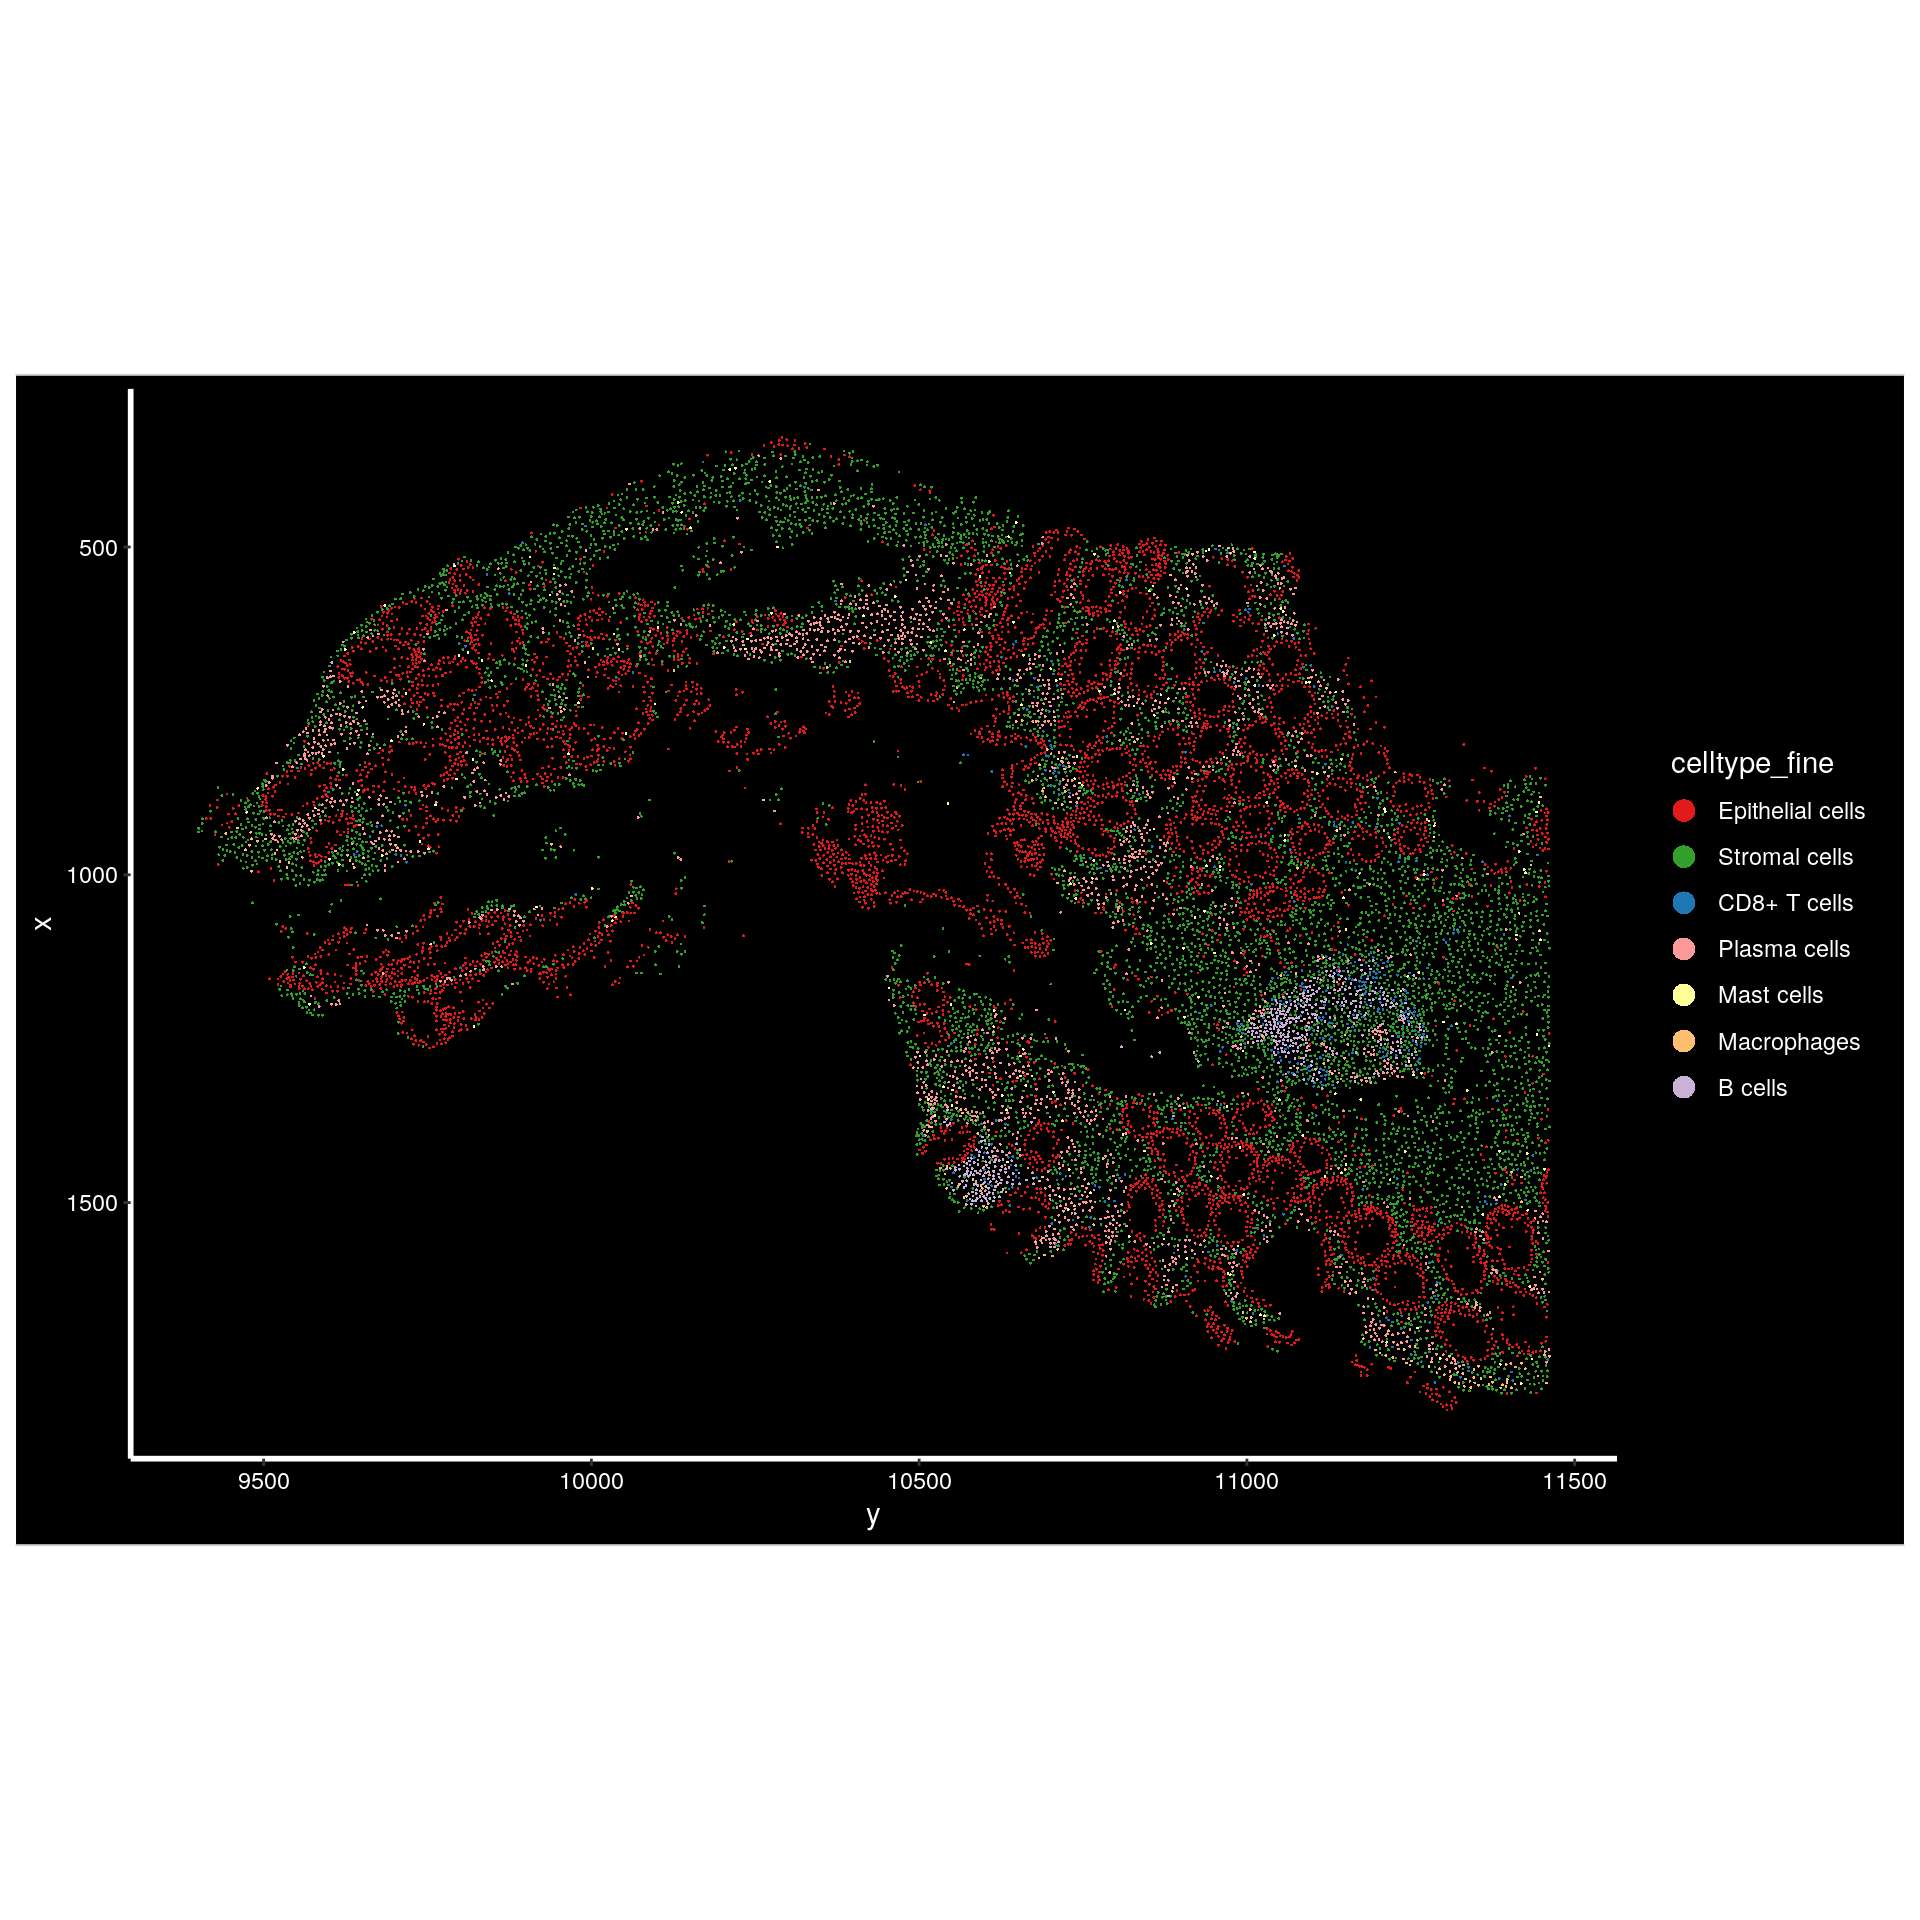 500
1000
1500
x
9500
10000
10500
11000
11500
y
celltype_fine
Epithelial cells
Stromal cells
CD8+ T cells
Plasma cells
Mast cells
Macrophages
B cells